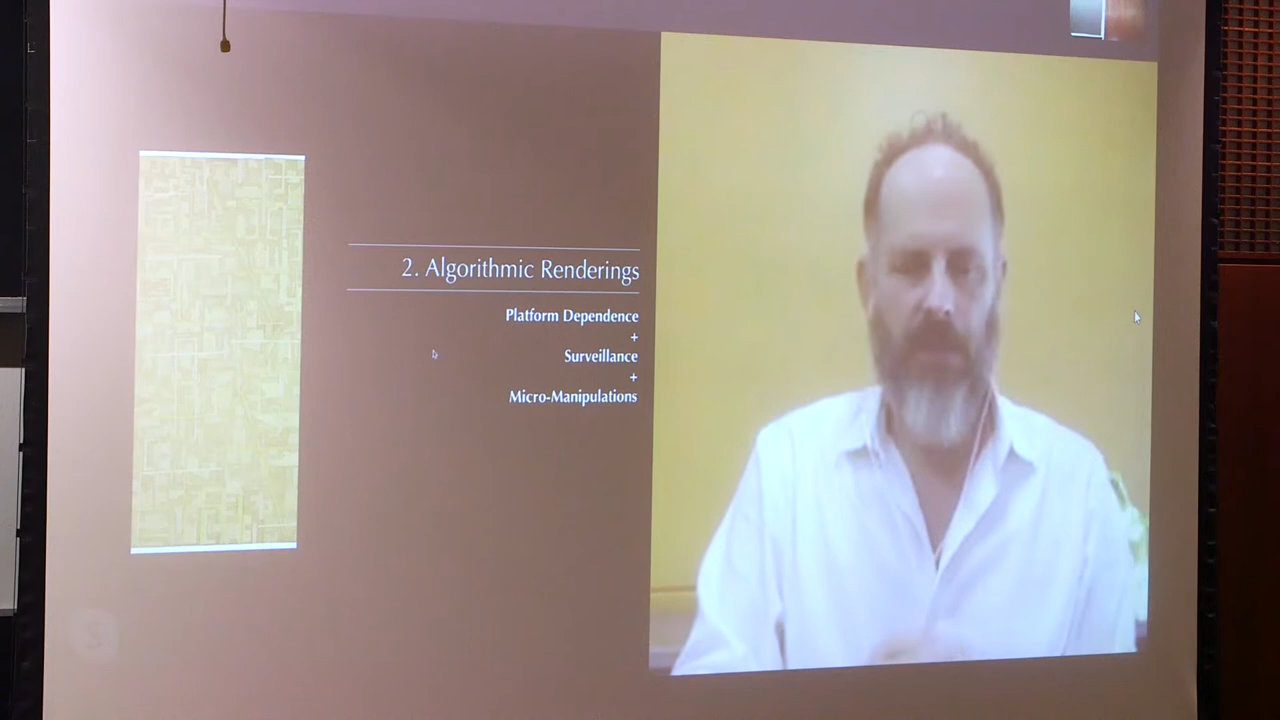 2. Algorithmic Renderings
Platform Dependence
+
Surveillance
+
Micro-Manipulations